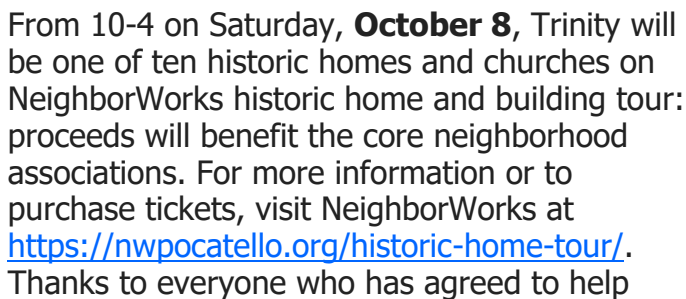 From 10-4 on Saturday, October 8, Trinity will
be one of ten historic homes and churches on
NeighborWorks historic home and building tour:
proceeds will benefit the core neighborhood
associations. For more information or to
purchase tickets, visit NeighborWorks at
https://nwpocatello.org/historic-home-tour/.
Thanks to everyone who has agreed to help